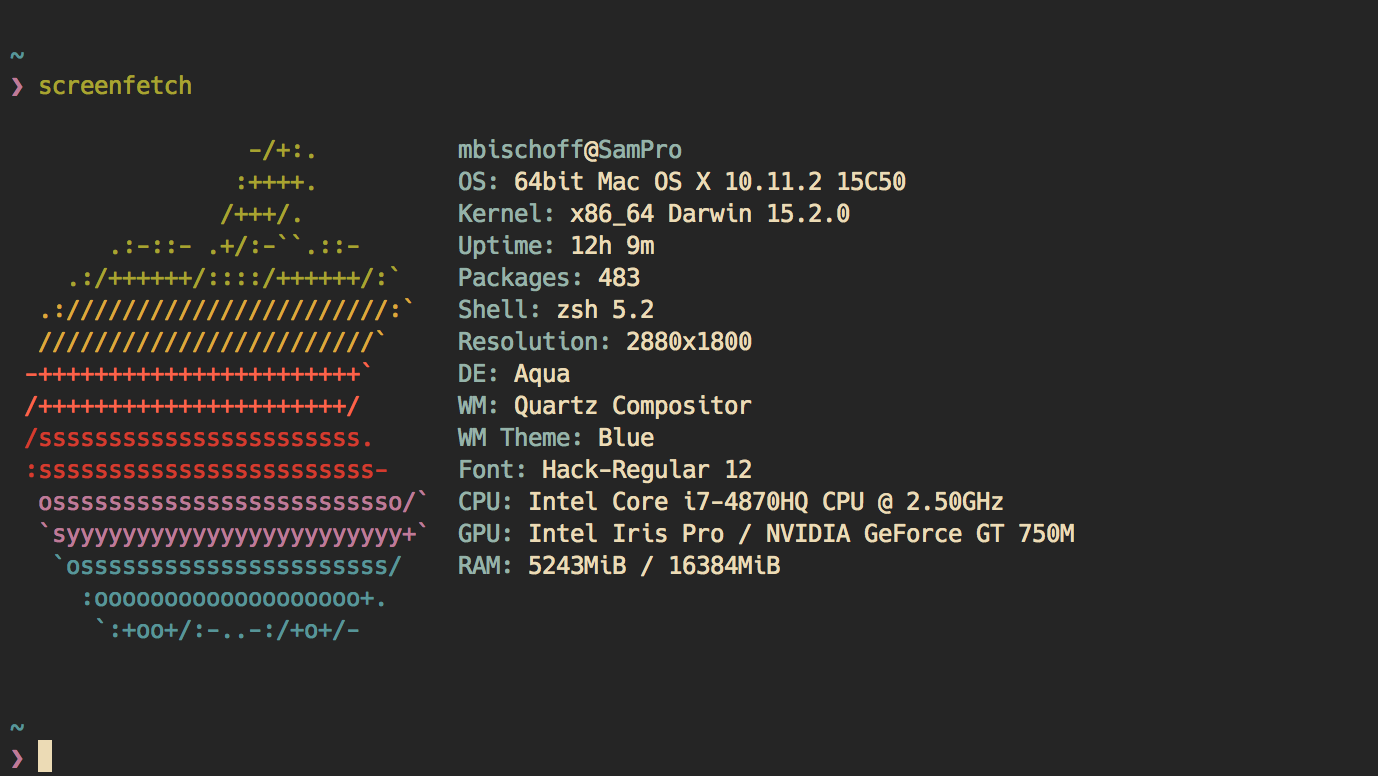 ~
❯ screenfetch
-/+:. mbischoff@SamPro
:++++. OS: 64bit Mac OS X 10.11.2 15C50
/+++/. Kernel: x86_64 Darwin 15.2.0
.:-::- .+/:-``.::- Uptime: 12h 9m
.:/++++++/::::/++++++/:` Packages: 483
.:///////////////////////:` Shell: zsh 5.2
////////////////////////` Resolution: 2880x1800
-+++++++++++++++++++++++` DE: Aqua
/++++++++++++++++++++++/ WM: Quartz Compositor
/sssssssssssssssssssssss. WM Theme: Blue
:ssssssssssssssssssssssss- Font: Hack-Regular 12
osssssssssssssssssssssssso/` CPU: Intel Core i7-4870HQ CPU @ 2.50GHz
`syyyyyyyyyyyyyyyyyyyyyyyy+` GPU: Intel Iris Pro / NVIDIA GeForce GT 750M
`ossssssssssssssssssssss/ RAM: 5243MiB / 16384MiB
:ooooooooooooooooooo+.
`:+oo+/:-..-:/+o+/-
~
❯